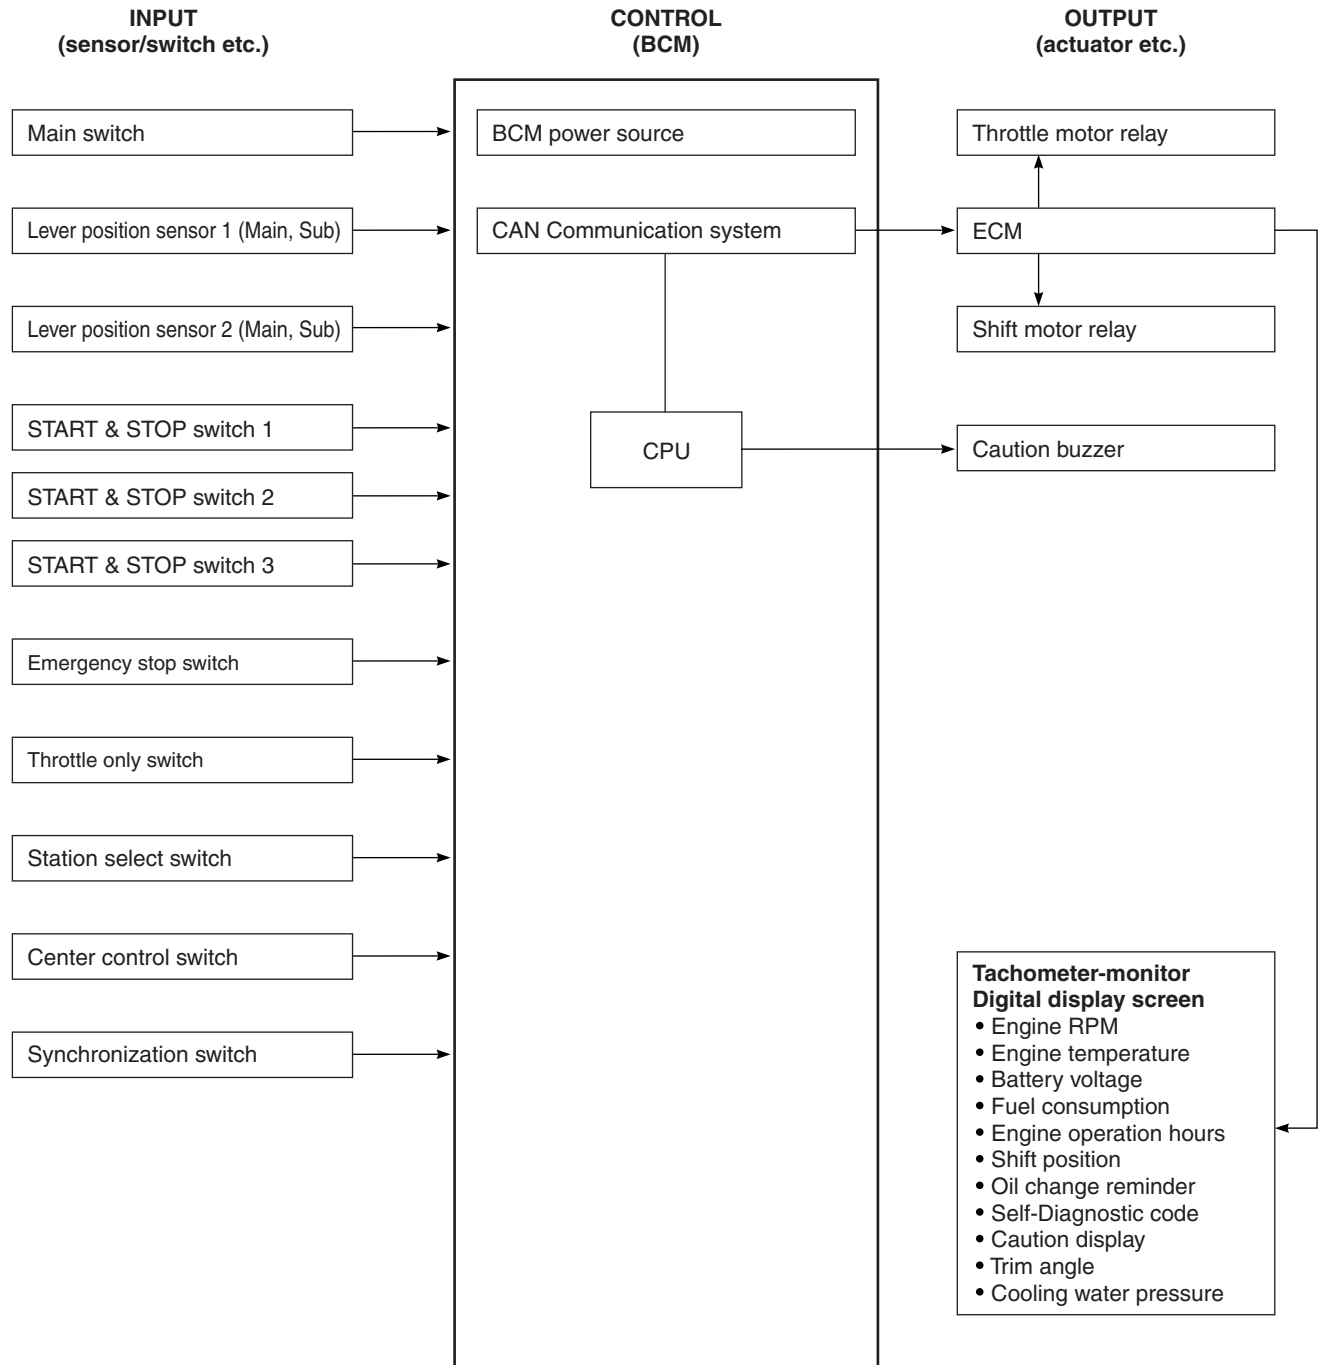 INPUT
(sensor/switch etc.)
CONTROL
(BCM)
OUTPUT
(actuator etc.)
Main switch
BCM power source
Throttle motor relay
Lever position sensor 1 (Main, Sub)
CAN Communication system
ECM
Lever position sensor 2 (Main, Sub)
Shift motor relay
START & STOP switch 1
CPU
Caution buzzer
START & STOP switch 2
START & STOP switch 3
Emergency stop switch
Throttle only switch
Station select switch
Center control switch
Synchronization switch
Tachometer-monitor
Digital display screen
• Engine RPM
• Engine temperature
• Battery voltage
• Fuel consumption
• Engine operation hours
• Shift position
• Oil change reminder
• Self-Diagnostic code
• Caution display
• Trim angle
• Cooling water pressure